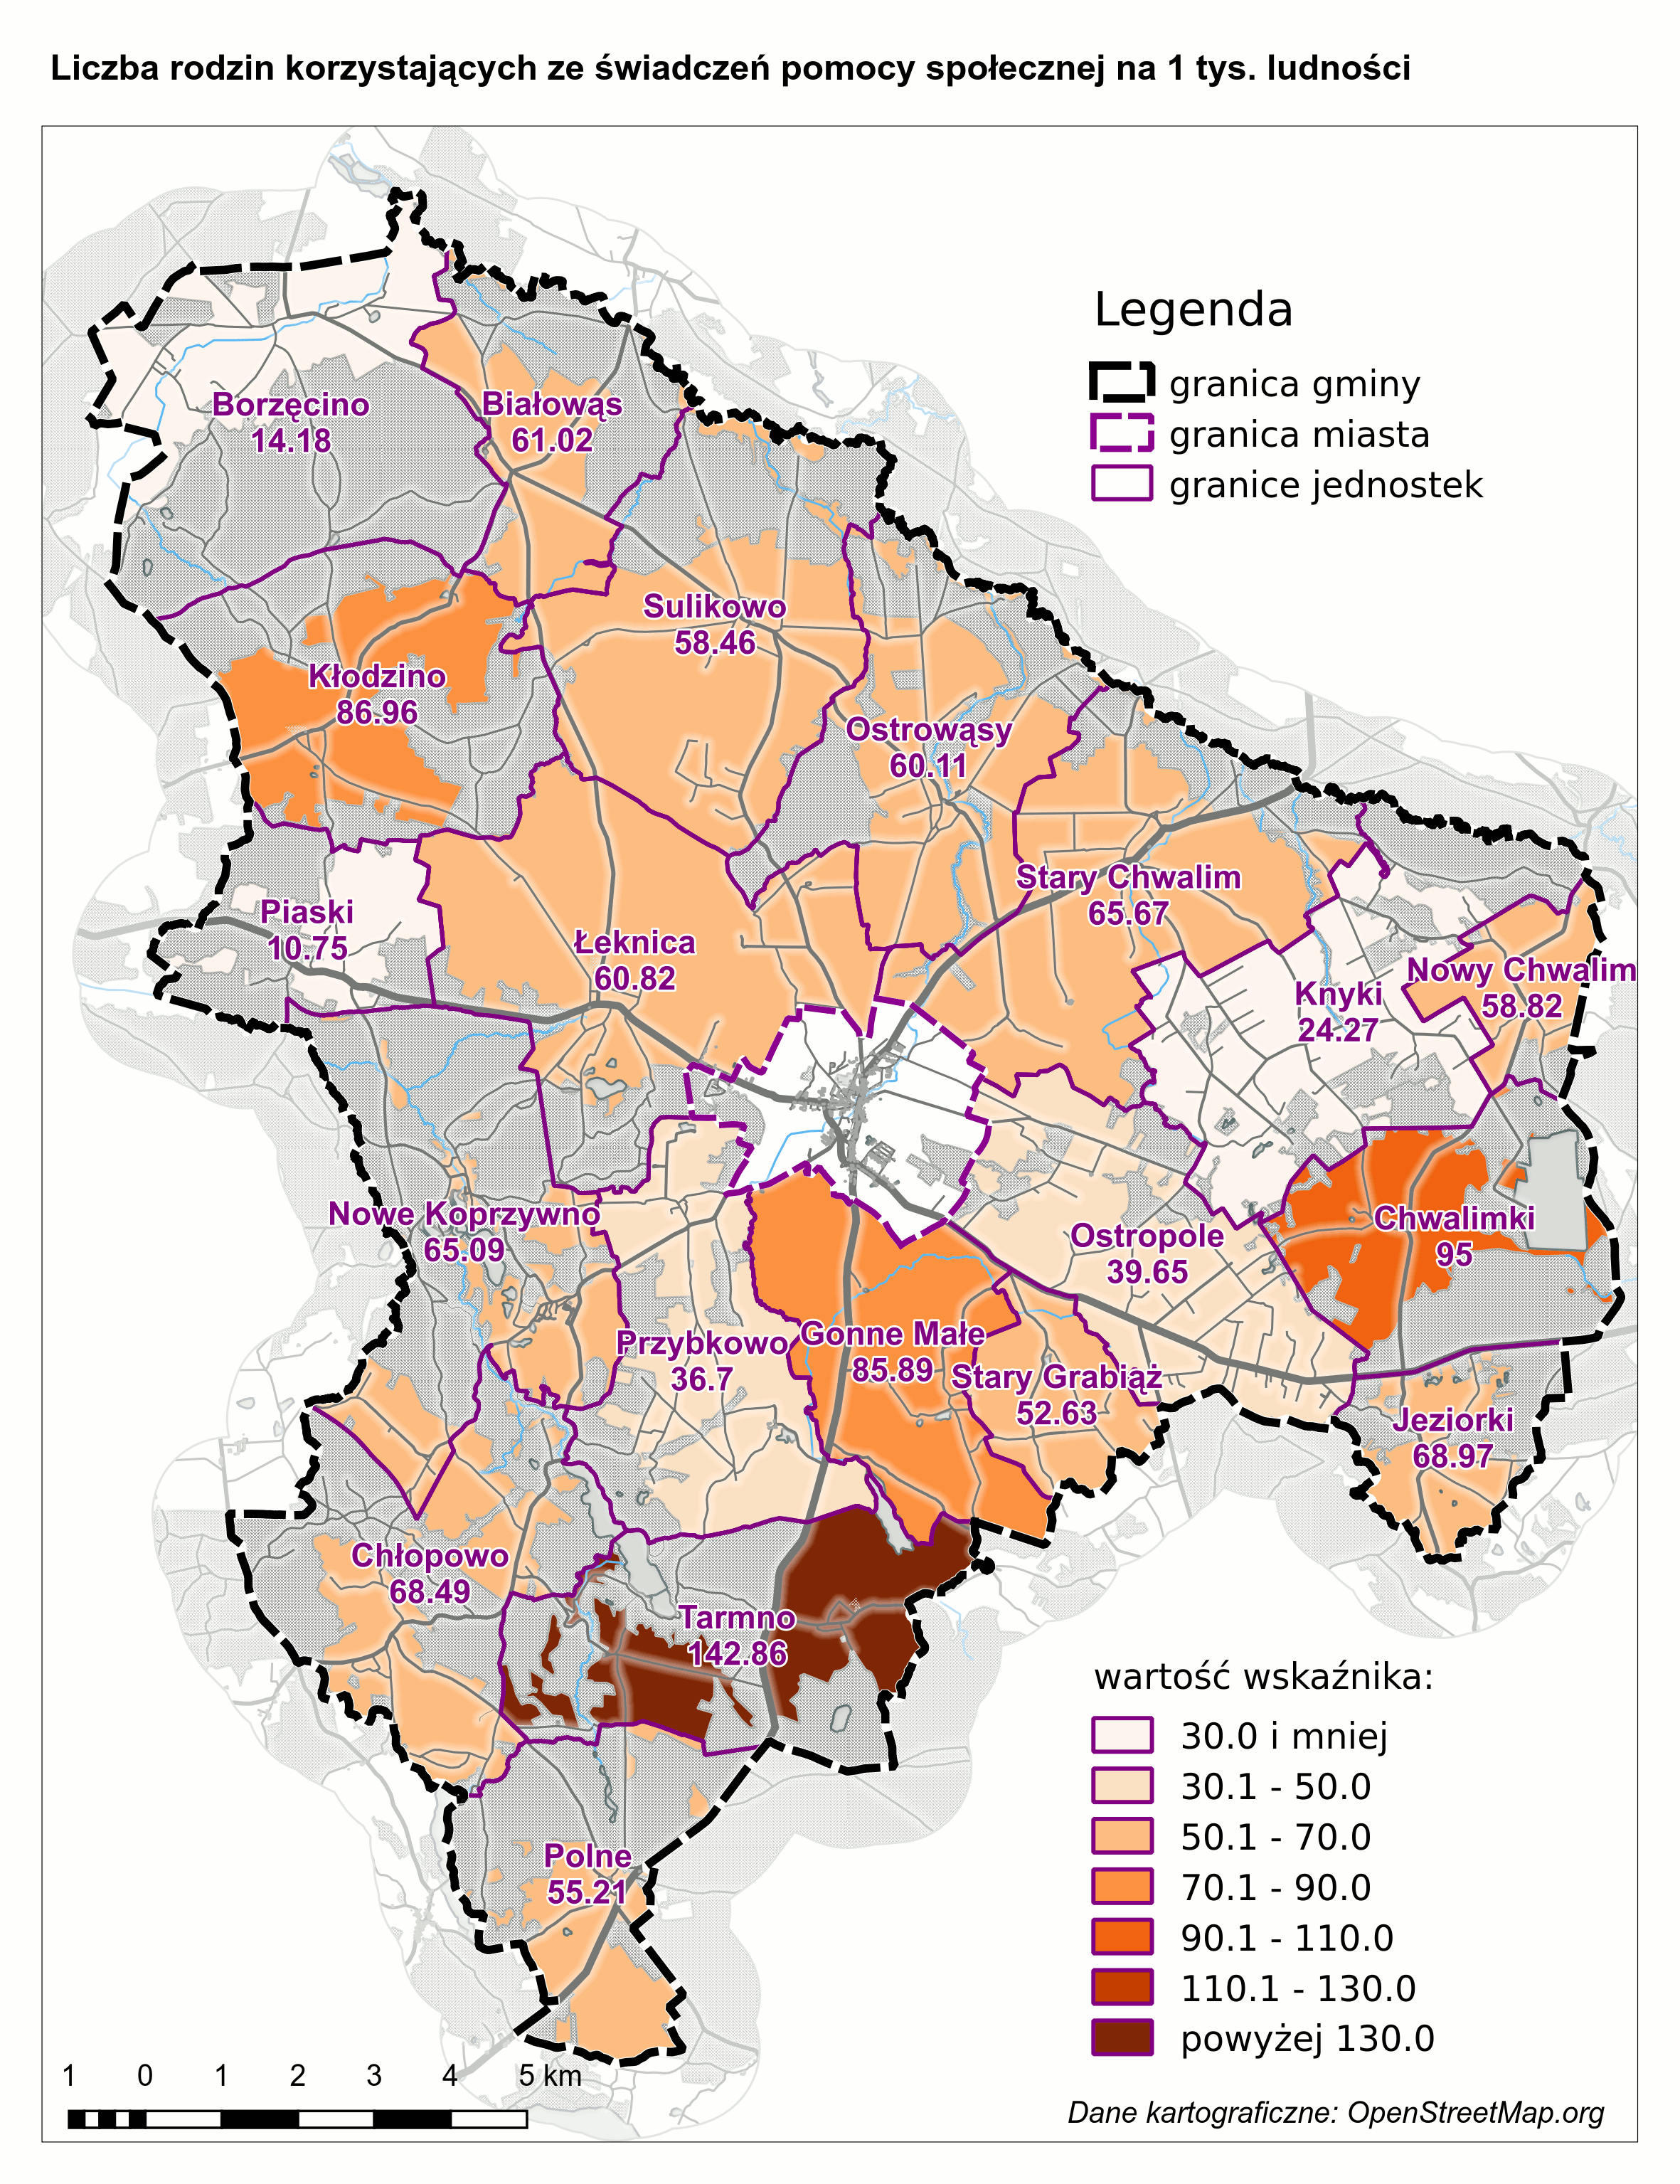 Liczba rodzin korzystających ze świadczeń pomocy społecznej na 1 tys. ludności
Legenda
granica gminy
granica miasta
granice jednostek
Borzęcino
14.18
Białowąs
61.02
Sulikowo
58.46
Kłodzino
86.96
Ostrowąsy
60.11
Stary Chwalim
65.67
Piaski
10.75
Łeknica
60.82
Nowy Chwalim
58.82
Knyki
24.27
Nowe Koprzywno
65.09
Chwalimki
95
Ostropole
39.65
Przybkowo
36.7
Gonne Małe
85.89
Stary Grabiąż
52.63
Jeziorki
68.97
Chłopowo
68.49
Tarmno
142.86
Polne
55.21
wartość wskaźnika:
30.0 i mniej
30.1 - 50.0
50.1 - 70.0
70.1 - 90.0
90.1 - 110.0
110.1 - 130.0
powyżej 130.0
1 0 1 2 3 4 5 km
Dane kartograficzne: OpenStreetMap.org